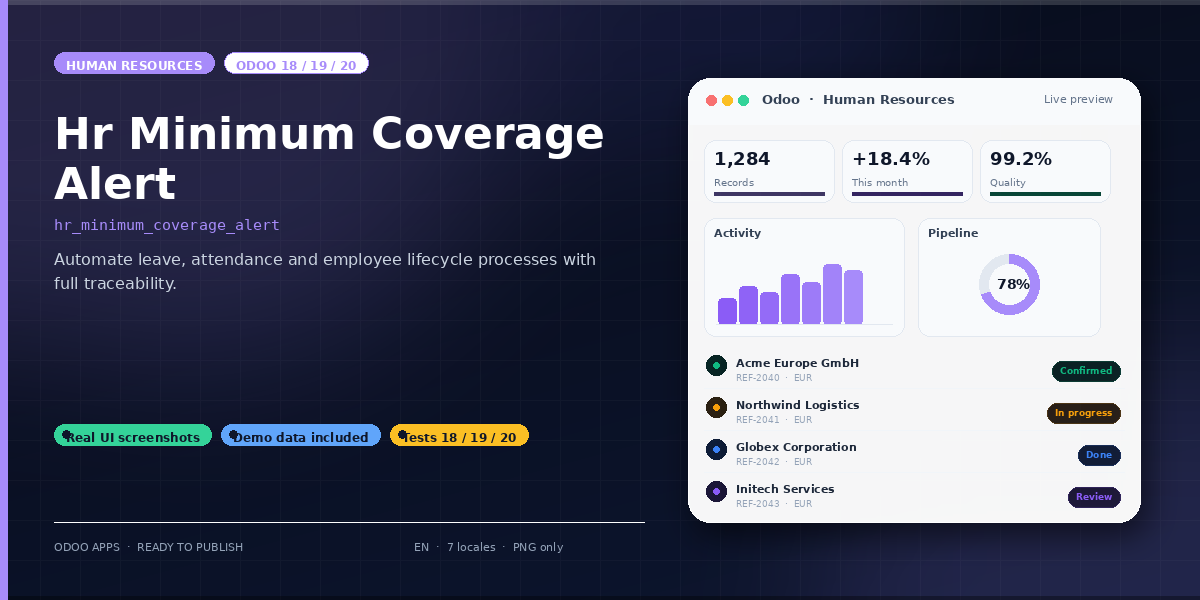 HUMAN RESOURCES
ODOO 18 / 19 / 20
Hr Minimum Coverage
Alert
hr_minimum_coverage_alert
Automate leave, attendance and employee lifecycle processes with
full traceability.
Real UI screenshots
Demo data included
Tests 18 / 19 / 20
ODOO APPS · READY TO PUBLISH
EN · 7 locales · PNG only
Odoo · Human Resources
Live preview
1,284
Records
+18.4%
This month
99.2%
Quality
Activity
Pipeline
78%
Acme Europe GmbH
REF-2040 · EUR
Confirmed
Northwind Logistics
REF-2041 · EUR
In progress
Globex Corporation
REF-2042 · EUR
Done
Initech Services
REF-2043 · EUR
Review